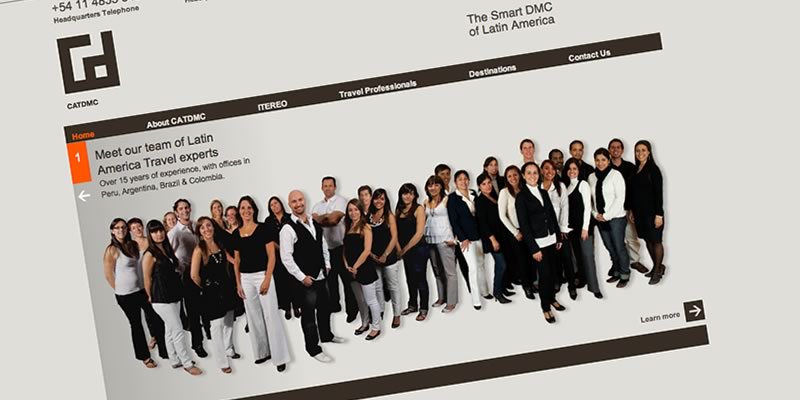 +54 11 4835
Headquarters Telephone
The Smart DMC
of Latin America
CATDMC
Home
About CATDMC
ITEREO
Travel Professionals
Destinations
Contact Us
1
Meet our team of Latin
America Travel experts
Over 15 years of experience, with offices in
Peru, Argentina, Brazil & Colombia.
Learn more